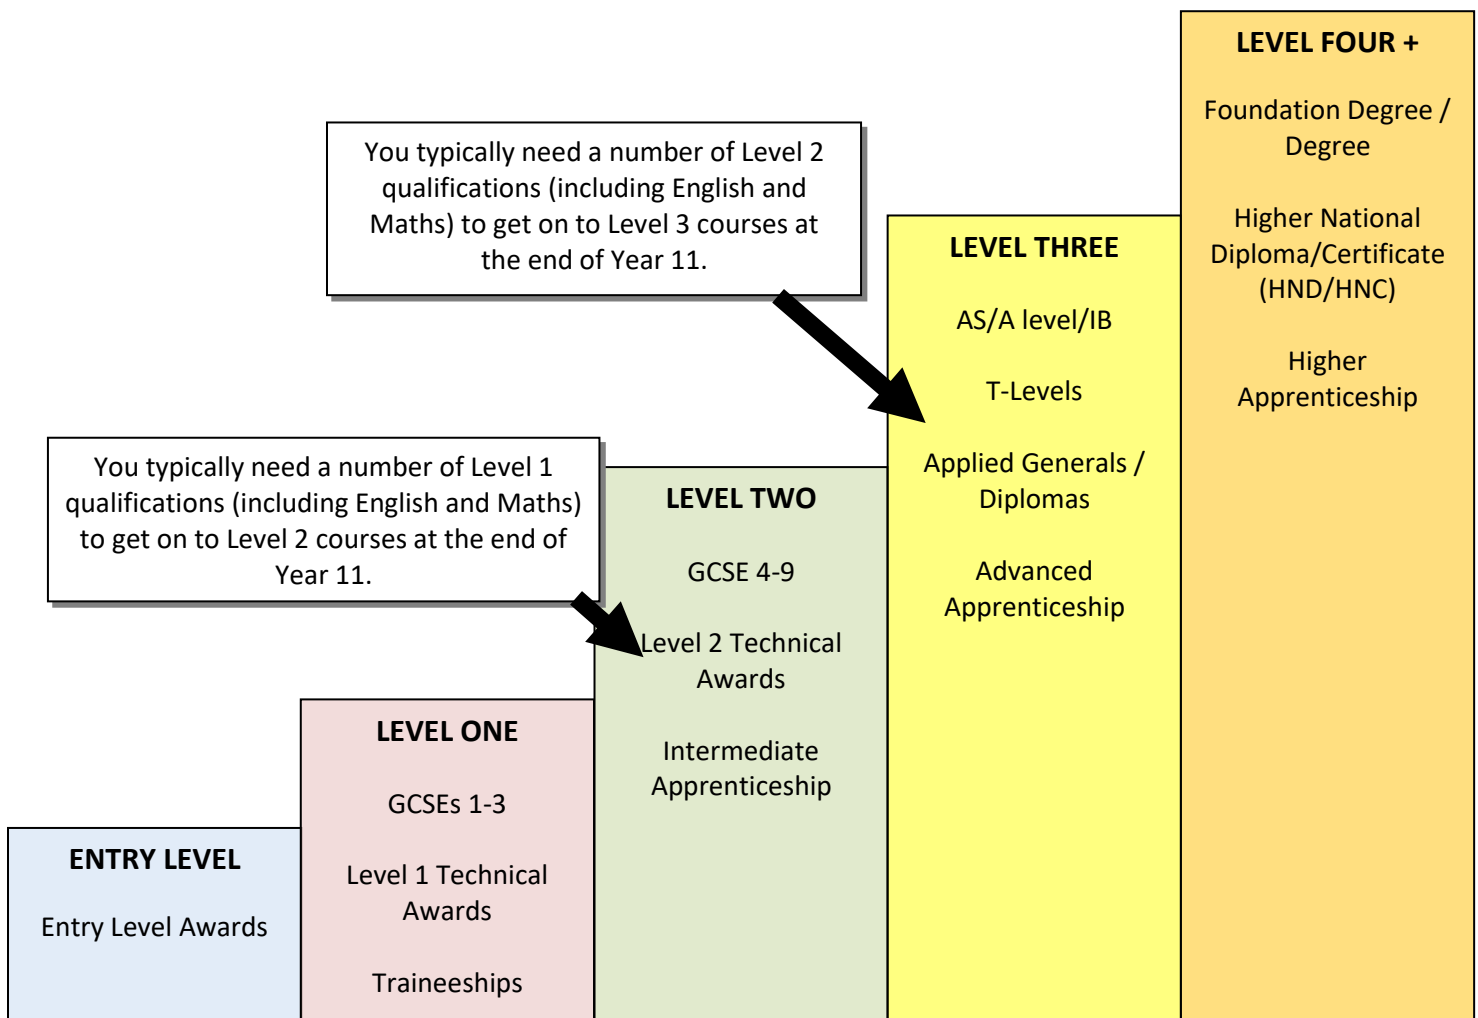 LEVEL FOUR +
Foundation Degree /
Degree
Higher National
Diploma/Certificate
(HND/HNC)
Higher
Apprenticeship
You typically need a number of Level 2
qualifications (including English and
Maths) to get on to Level 3 courses at
the end of Year 11.
LEVEL THREE
AS/A level/IB
T-Levels
Applied Generals /
Diplomas
Advanced
Apprenticeship
You typically need a number of Level 1
qualifications (including English and Maths)
to get on to Level 2 courses at the end of
Year 11.
LEVEL TWO
GCSE 4-9
Level 2 Technical
Awards
Intermediate
Apprenticeship
LEVEL ONE
GCSEs 1-3
Level 1 Technical
Awards
Traineeships
ENTRY LEVEL
Entry Level Awards